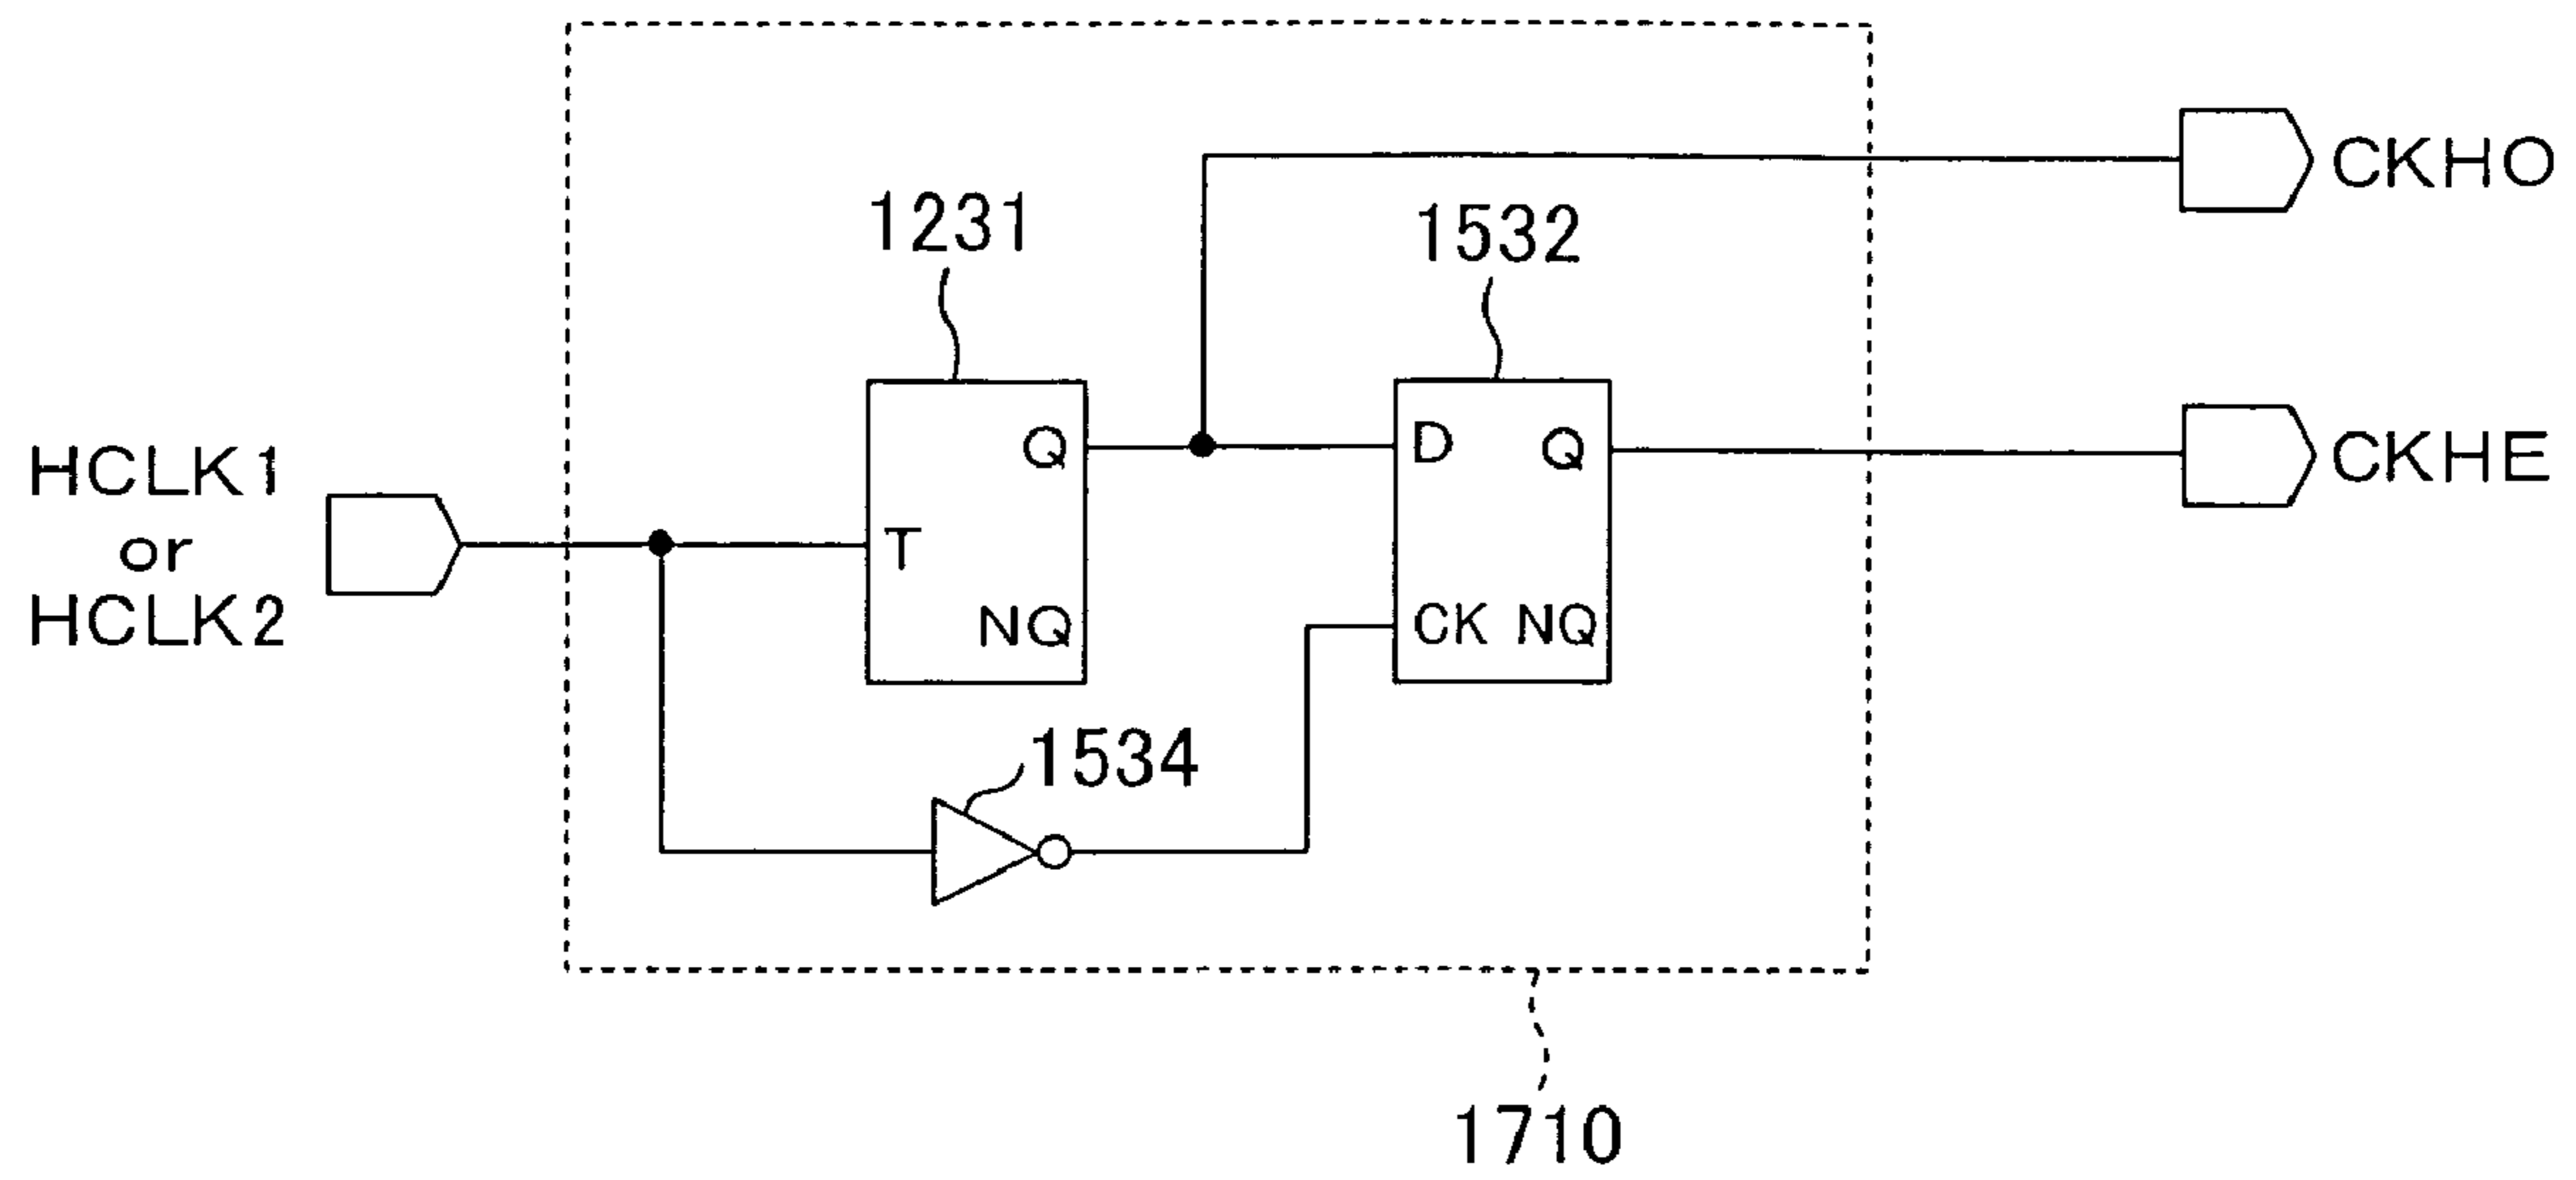 CKHO
1231
1532
HCLK1
or
HCLK2
Q
T
NQ
D
Q
CK NQ
CKHE
1534
1710